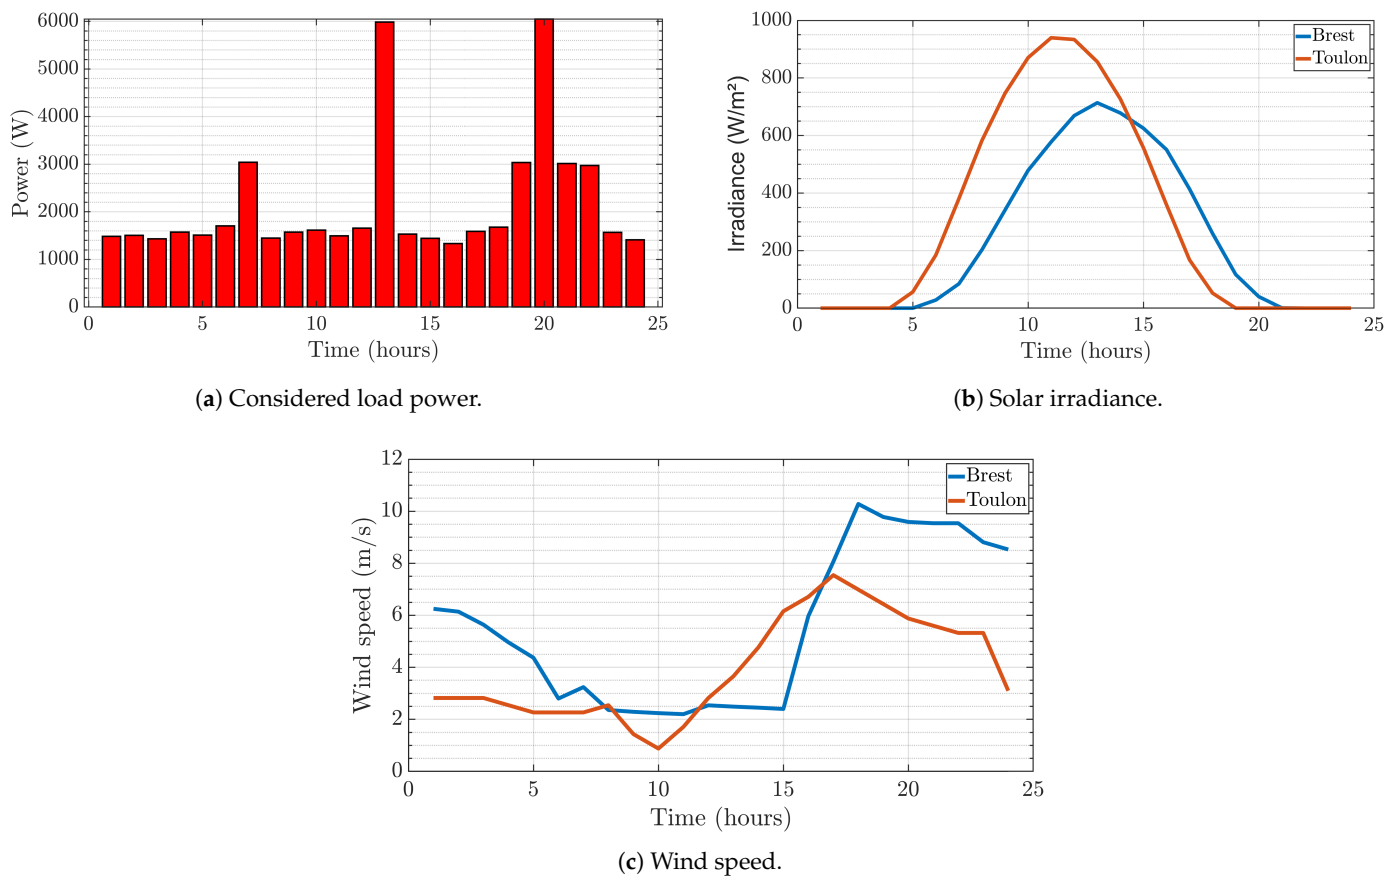 6000
5000
4000
3000
2000
1000
0
Power (W)
0 5 10 15 20 25
Time (hours)
(a) Considered load power.
1000
800
600
400
200
0
Irradiance (W/m²)
Brest
Toulon
0 5 10 15 20 25
Time (hours)
(b) Solar irradiance.
12
10
8
6
4
2
0
Wind speed (m/s)
Brest
Toulon
0 5 10 15 20 25
Time (hours)
(c) Wind speed.